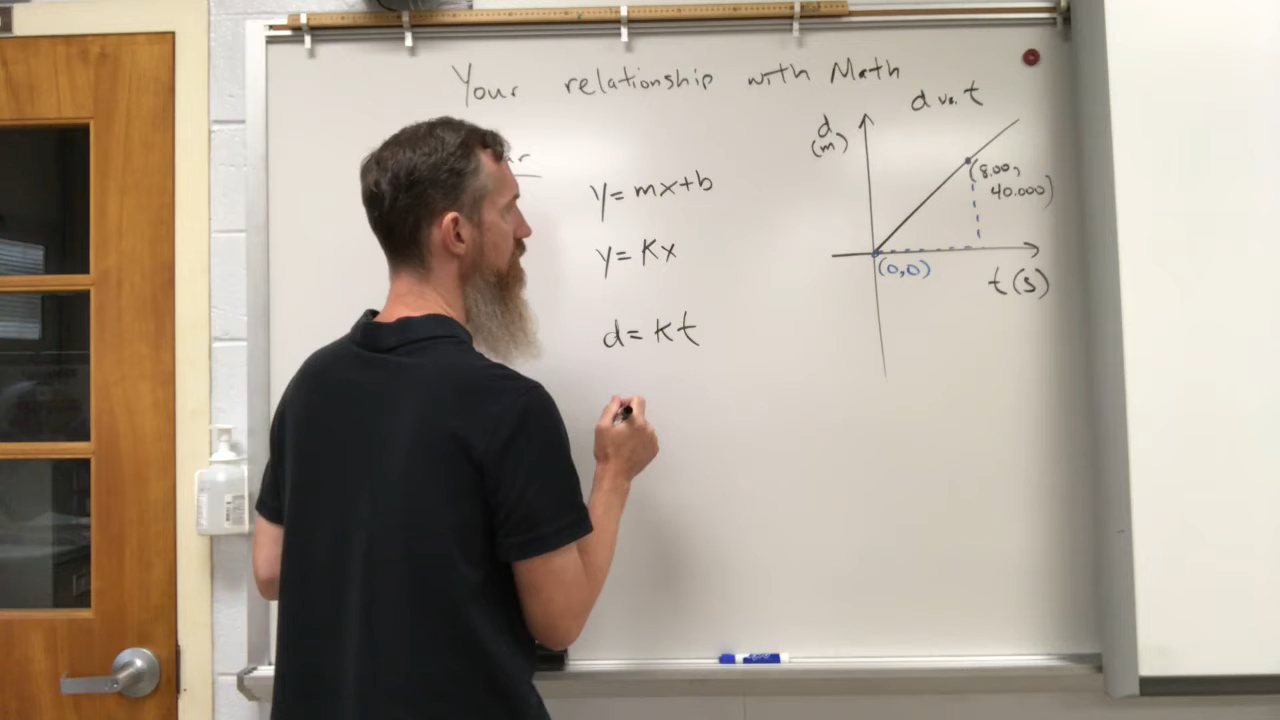 Your relationship with Math
y=mx+b
y=Kx
d=Kt
d vs. t
d
(m)
(8.00,
40.000)
(0,0)
t(s)